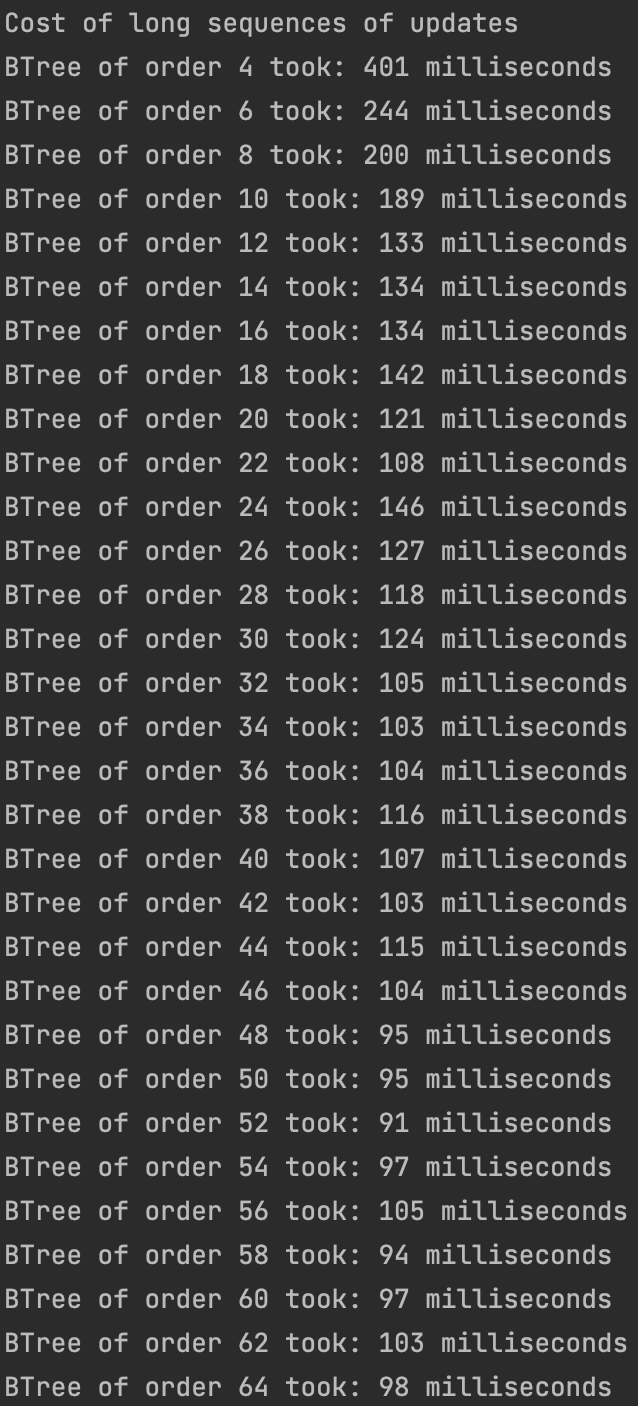 Cost of long sequences of updates
BTree of order 4 took: 401 milliseconds
BTree of order 6 took: 244 milliseconds
BTree of order 8 took: 200 milliseconds
BTree of order 10 took: 189 milliseconds
BTree of order 12 took: 133 milliseconds
BTree of order 14 took: 134 milliseconds
BTree of order 16 took: 134 milliseconds
BTree of order 18 took: 142 milliseconds
BTree of order 20 took: 121 milliseconds
BTree of order 22 took: 108 milliseconds
BTree of order 24 took: 146 milliseconds
BTree of order 26 took: 127 milliseconds
BTree of order 28 took: 118 milliseconds
BTree of order 30 took: 124 milliseconds
BTree of order 32 took: 105 milliseconds
BTree of order 34 took: 103 milliseconds
BTree of order 36 took: 104 milliseconds
BTree of order 38 took: 116 milliseconds
BTree of order 40 took: 107 milliseconds
BTree of order 42 took: 103 milliseconds
BTree of order 44 took: 115 milliseconds
BTree of order 46 took: 104 milliseconds
BTree of order 48 took: 95 milliseconds
BTree of order 50 took: 95 milliseconds
BTree of order 52 took: 91 milliseconds
BTree of order 54 took: 97 milliseconds
BTree of order 56 took: 105 milliseconds
BTree of order 58 took: 94 milliseconds
BTree of order 60 took: 97 milliseconds
BTree of order 62 took: 103 milliseconds
BTree of order 64 took: 98 milliseconds